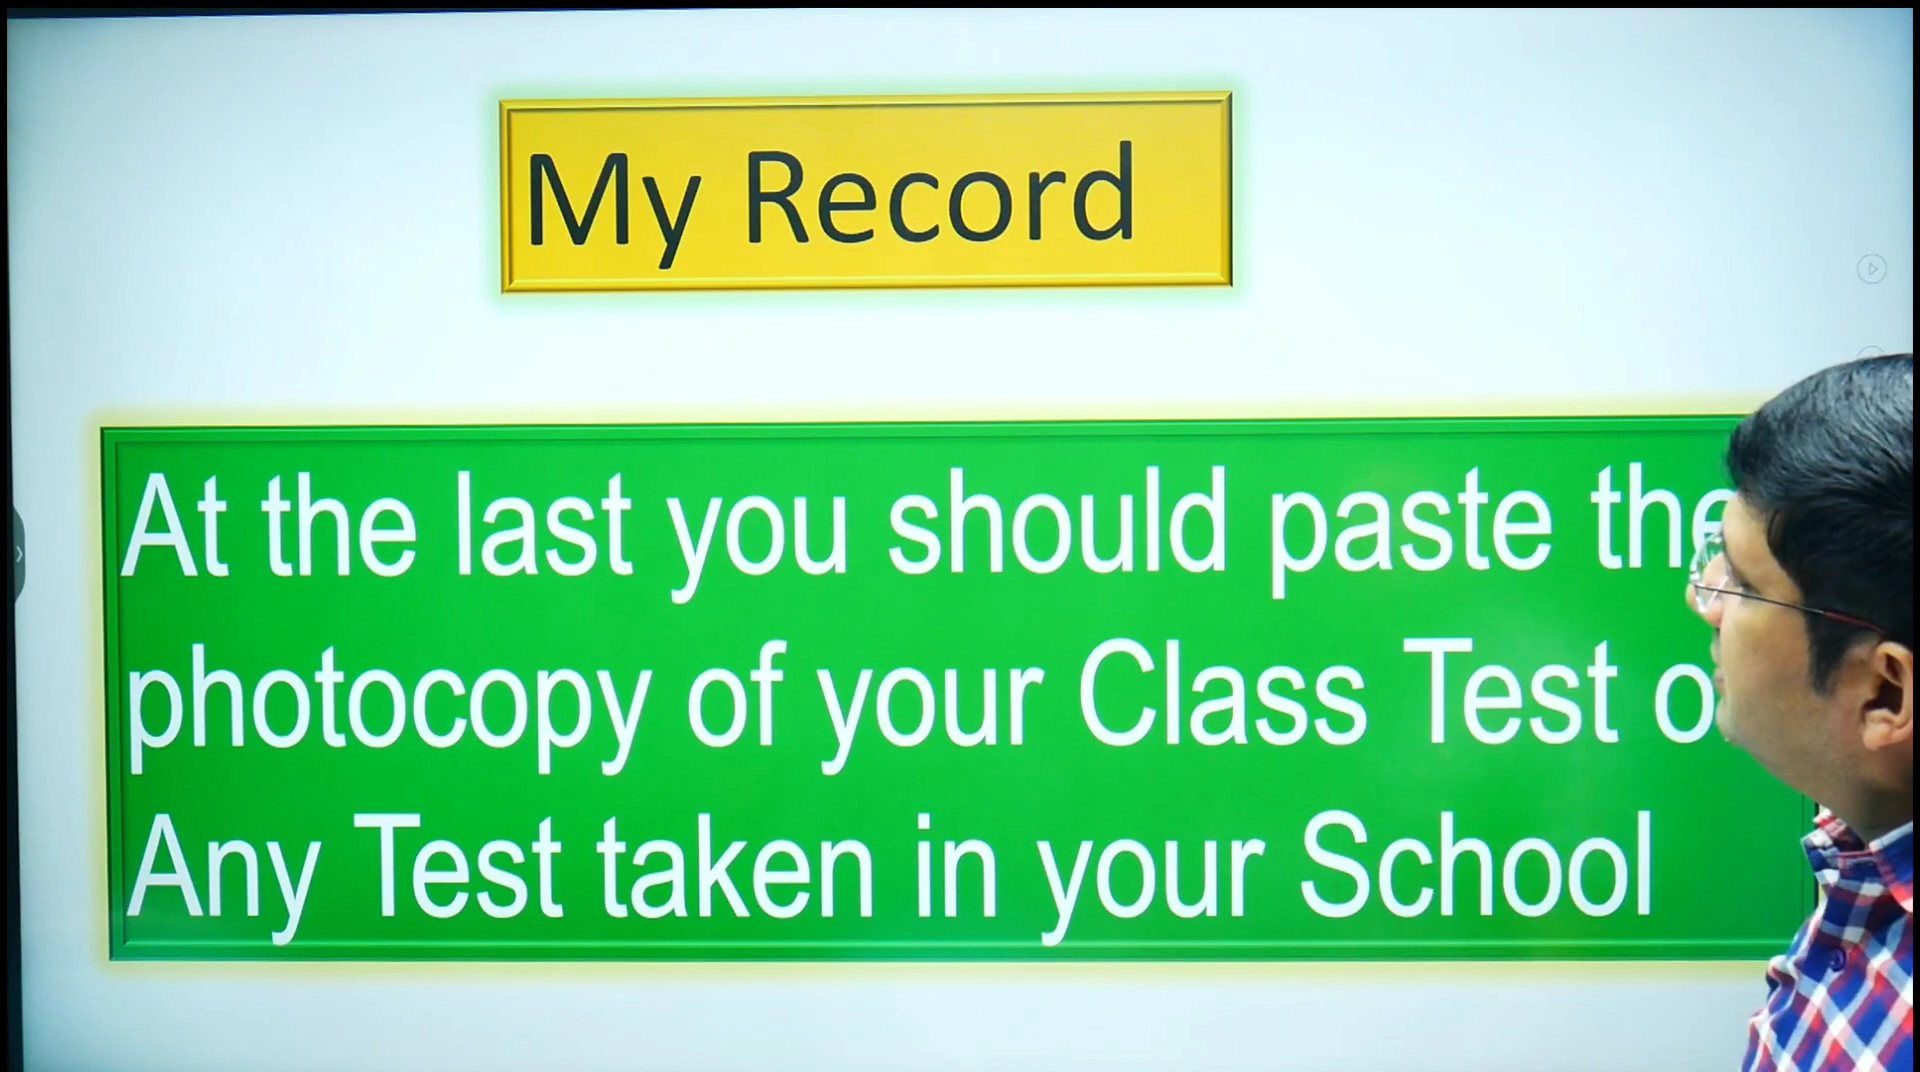 My Record
At the last you should paste the
photocopy of your Class Test
Any Test taken in your School